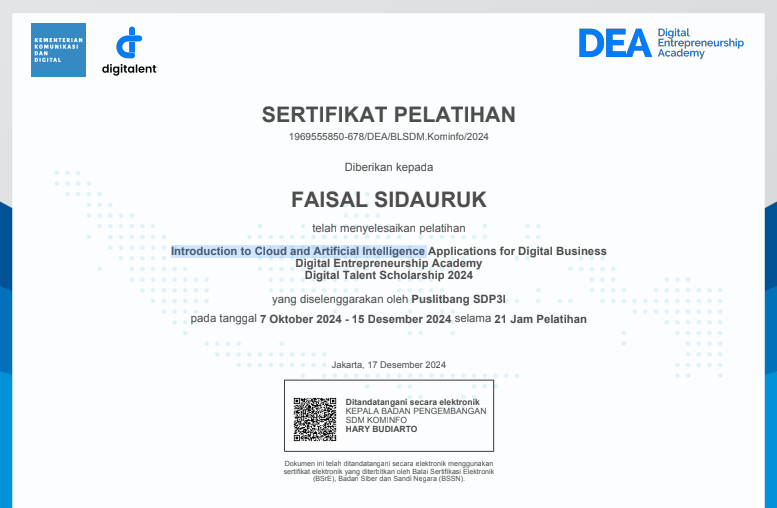 KEMENTERIAN
KOMUNIKASI
DAN
DIGITAL
digitalent
DEA Digital
Entrepreneurship
Academy
SERTIFIKAT PELATIHAN
1969555850-678/DEA/BLSDM.Kominfo/2024
Diberikan kepada
FAISAL SIDAURUK
telah menyelesaikan pelatihan
Introduction to Cloud and Artificial Intelligence Applications for Digital Business
Digital Entrepreneurship Academy
Digital Talent Scholarship 2024
yang diselenggarakan oleh Puslitbang SDP3I
pada tanggal 7 Oktober 2024 - 15 Desember 2024 selama 21 Jam Pelatihan
Jakarta, 17 Desember 2024
Ditandatangani secara elektronik
KEPALA BADAN PENGEMBANGAN
SDM KOMINFO
HARY BUDIARTO
Dokumen ini telah ditandatangani secara elektronik menggunakan
sertifikat elektronik yang diterbitkan oleh Balai Sertifikasi Elektronik
(BSrE), Badan Siber dan Sandi Negara (BSSN).